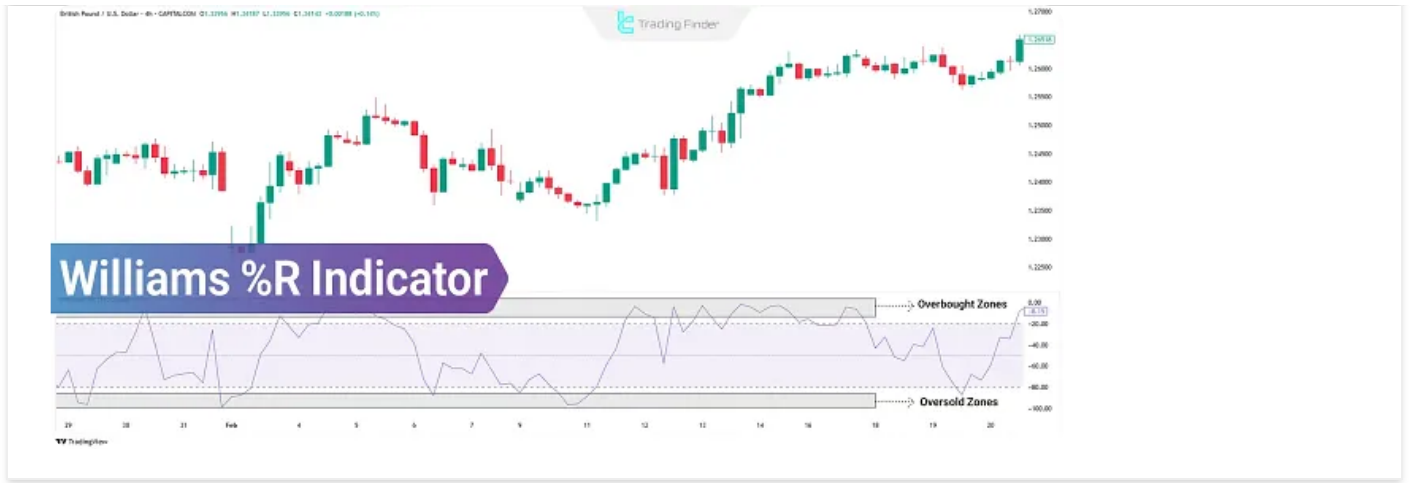 British Pound / U.S. Dollar - 4h - CAPITALCOM
Trading Finder
1.27000
1.26000
1.25500
1.25000
1.24500
1.24000
1.23500
1.23000
1.22500
Williams %R Indicator
Overbought Zones
0.00
-20.00
-40.00
-60.00
-80.00
Oversold Zones
-100.00
29 30 31 Feb 4 5 6 7 9 11 12 13 14 15 16 18 19 20
TradingView